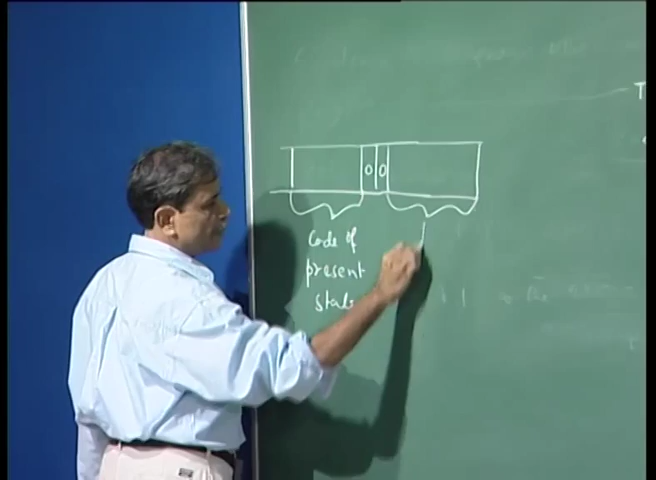 0 0
Code of
present
state
T